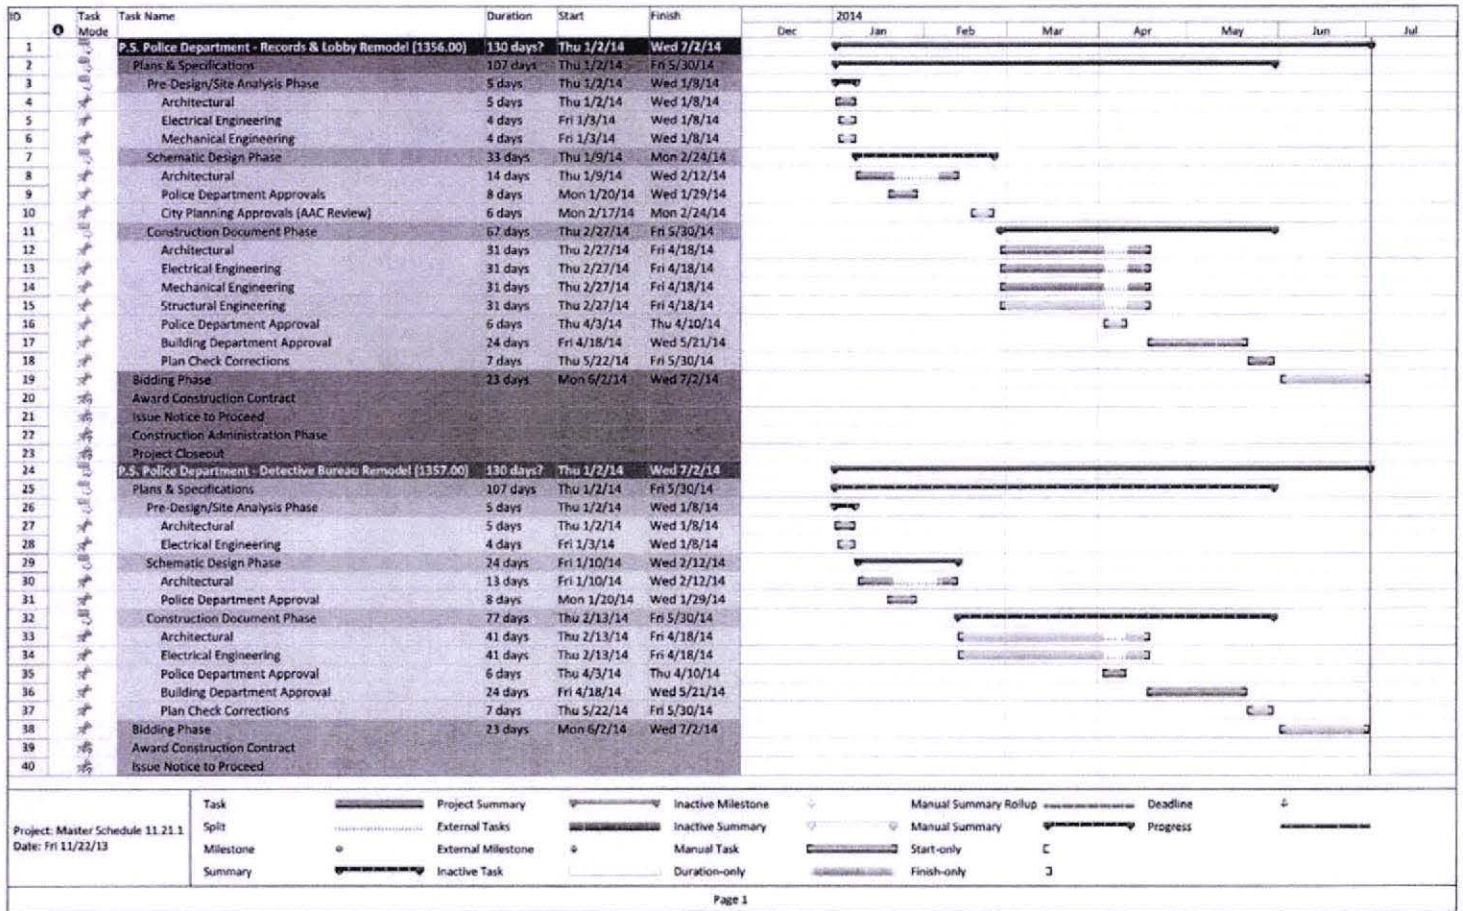 ID Task Mode Task Name Duration Start Finish 2014
Dec Jan Feb Mar Apr May Jun Jul
1 P.S. Police Department - Records & Lobby Remodel (1356.00) 130 days? Thu 1/2/14 Wed 7/2/14
2 Plans & Specifications 107 days Thu 1/2/14 Fri 5/30/14
3 Pre-Design/Site Analysis Phase 5 days Thu 1/2/14 Wed 1/8/14
4 Architectural 5 days Thu 1/2/14 Wed 1/8/14
5 Electrical Engineering 4 days Fri 1/3/14 Wed 1/8/14
6 Mechanical Engineering 4 days Fri 1/3/14 Wed 1/8/14
7 Schematic Design Phase 33 days Thu 1/9/14 Mon 2/24/14
8 Architectural 14 days Thu 1/9/14 Wed 2/12/14
9 Police Department Approvals 8 days Mon 1/20/14 Wed 1/29/14
10 City Planning Approvals (AAC Review) 6 days Mon 2/17/14 Mon 2/24/14
11 Construction Document Phase 67 days Thu 2/27/14 Fri 5/30/14
12 Architectural 31 days Thu 2/27/14 Fri 4/18/14
13 Electrical Engineering 31 days Thu 2/27/14 Fri 4/18/14
14 Mechanical Engineering 31 days Thu 2/27/14 Fri 4/18/14
15 Structural Engineering 31 days Thu 2/27/14 Fri 4/18/14
16 Police Department Approval 6 days Thu 4/3/14 Thu 4/10/14
17 Building Department Approval 24 days Fri 4/18/14 Wed 5/21/14
18 Plan Check Corrections 7 days Thu 5/22/14 Fri 5/30/14
19 Bidding Phase 23 days Mon 6/2/14 Wed 7/2/14
20 Award Construction Contract
21 Issue Notice to Proceed
22 Construction Administration Phase
23 Project Closeout
24 P.S. Police Department - Detective Bureau Remodel (1357.00) 130 days? Thu 1/2/14 Wed 7/2/14
25 Plans & Specifications 107 days Thu 1/2/14 Fri 5/30/14
26 Pre-Design/Site Analysis Phase 5 days Thu 1/2/14 Wed 1/8/14
27 Architectural 5 days Thu 1/2/14 Wed 1/8/14
28 Electrical Engineering 4 days Fri 1/3/14 Wed 1/8/14
29 Schematic Design Phase 24 days Fri 1/10/14 Wed 2/12/14
30 Architectural 13 days Fri 1/10/14 Wed 2/12/14
31 Police Department Approval 8 days Mon 1/20/14 Wed 1/29/14
32 Construction Document Phase 77 days Thu 2/13/14 Fri 5/30/14
33 Architectural 41 days Thu 2/13/14 Fri 4/18/14
34 Electrical Engineering 41 days Thu 2/13/14 Fri 4/18/14
35 Police Department Approval 6 days Thu 4/3/14 Thu 4/10/14
36 Building Department Approval 24 days Fri 4/18/14 Wed 5/21/14
37 Plan Check Corrections 7 days Thu 5/22/14 Fri 5/30/14
38 Bidding Phase 23 days Mon 6/2/14 Wed 7/2/14
39 Award Construction Contract
40 Issue Notice to Proceed
Project: Master Schedule 11.21.1
Date: Fri 11/22/13
Task Project Summary Inactive Milestone Manual Summary Rollup Deadline
Split External Tasks Inactive Summary Manual Summary Progress
Milestone External Milestone Manual Task Start-only
Summary Inactive Task Duration-only Finish-only
Page 1